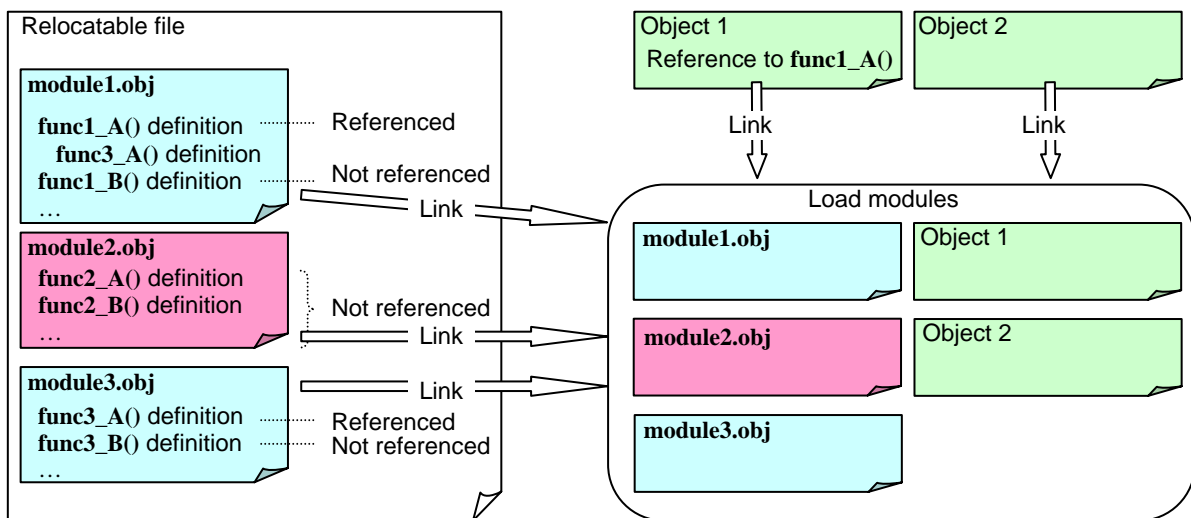 Relocatable file
module1.obj
func1_A() definition
Referenced
func3_A() definition
func1_B() definition
Not referenced
…
Link
module2.obj
func2_A() definition
func2_B() definition
Not referenced
…
Link
module3.obj
Link
func3_A() definition
Referenced
func3_B() definition
Not referenced
…
Object 1
Reference to func1_A()
Object 2
Link
Link
Load modules
module1.obj
Object 1
module2.obj
Object 2
module3.obj